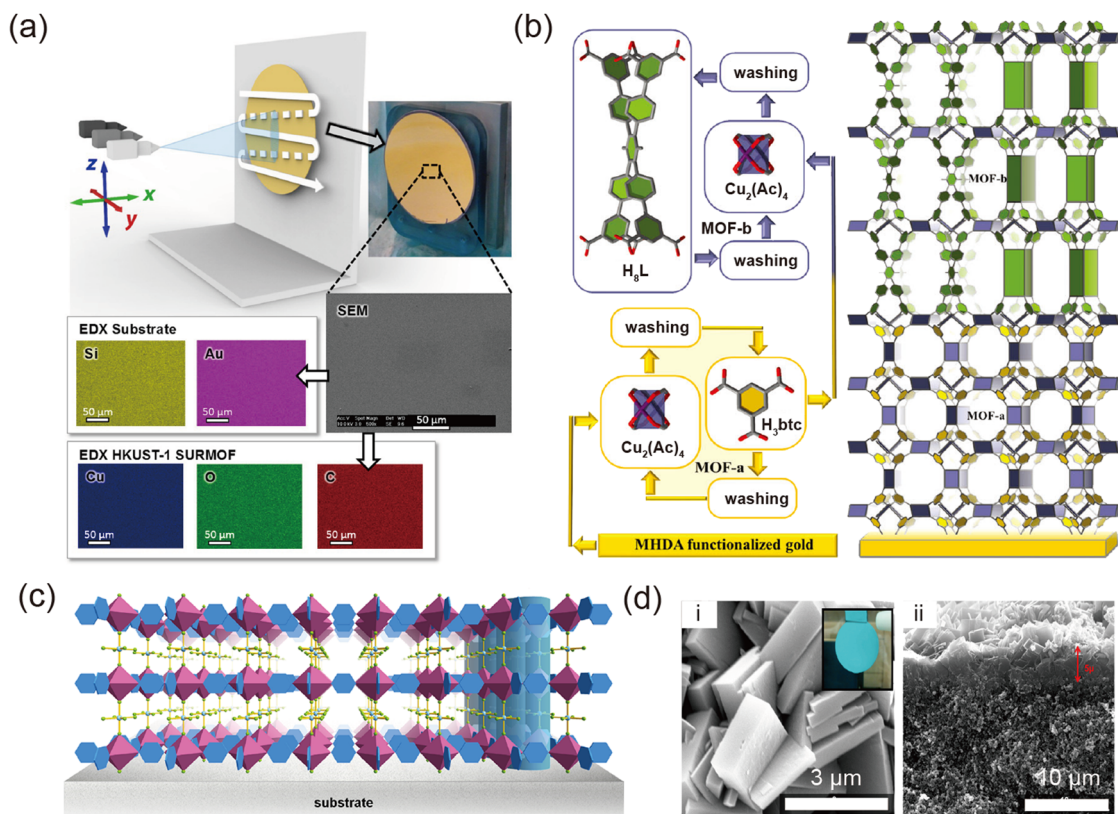 (a)
z
x
y
SEM
50 µm
EDX Substrate
Si
Au
50 µm
50 µm
EDX HKUST-1 SURMOF
Cu
O
C
50 µm
50 µm
50 µm
(b)
washing
Cu₂(Ac)₄
MOF-b
washing
H₈L
washing
Cu₂(Ac)₄
H₃btc
MOF-a
washing
MHDA functionalized gold
MOF-b
MOF-a
(c)
substrate
(d)
i
3 µm
ii
10 µm